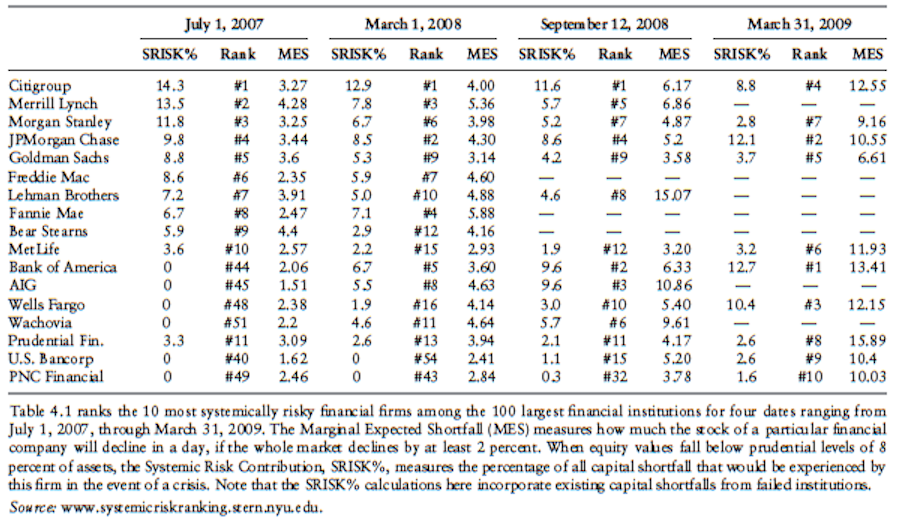 July 1, 2007 March 1, 2008 September 12, 2008 March 31, 2009
SRISK% Rank MES SRISK% Rank MES SRISK% Rank MES SRISK% Rank MES
Citigroup 14.3 #1 3.27 12.9 #1 4.00 11.6 #1 6.17 8.8 #4 12.55
Merrill Lynch 13.5 #2 4.28 7.8 #3 5.36 5.7 #5 6.86 — — —
Morgan Stanley 11.8 #3 3.25 6.7 #6 3.98 5.2 #7 4.87 2.8 #7 9.16
JPMorgan Chase 9.8 #4 3.44 8.5 #2 4.30 8.6 #4 5.2 12.1 #2 10.55
Goldman Sachs 8.8 #5 3.6 5.3 #9 3.14 4.2 #9 3.58 3.7 #5 6.61
Freddie Mac 8.6 #6 2.35 5.9 #7 4.60 — — — — — —
Lehman Brothers 7.2 #7 3.91 5.0 #10 4.88 4.6 #8 15.07 — — —
Fannie Mae 6.7 #8 2.47 7.1 #4 5.88 — — — — — —
Bear Stearns 5.9 #9 4.4 2.9 #12 4.16 — — — — — —
MetLife 3.6 #10 2.57 2.2 #15 2.93 1.9 #12 3.20 3.2 #6 11.93
Bank of America 0 #44 2.06 6.7 #5 3.60 9.6 #2 6.33 12.7 #1 13.41
AIG 0 #45 1.51 5.5 #8 4.63 9.6 #3 10.86 — — —
Wells Fargo 0 #48 2.38 1.9 #16 4.14 3.0 #10 5.40 10.4 #3 12.15
Wachovia 0 #51 2.2 4.6 #11 4.64 5.7 #6 9.61 — — —
Prudential Fin. 3.3 #11 3.09 2.6 #13 3.94 2.1 #11 4.17 2.6 #8 15.89
U.S. Bancorp 0 #40 1.62 0 #54 2.41 1.1 #15 5.20 2.6 #9 10.4
PNC Financial 0 #49 2.46 0 #43 2.84 0.3 #32 3.78 1.6 #10 10.03
Table 4.1 ranks the 10 most systemically risky financial firms among the 100 largest financial institutions for four dates ranging from
July 1, 2007, through March 31, 2009. The Marginal Expected Shortfall (MES) measures how much the stock of a particular financial
company will decline in a day, if the whole market declines by at least 2 percent. When equity values fall below prudential levels of 8
percent of assets, the Systemic Risk Contribution, SRISK%, measures the percentage of all capital shortfall that would be experienced by
this firm in the event of a crisis. Note that the SRISK% calculations here incorporate existing capital shortfalls from failed institutions.
Source: www.systemicriskranking.stern.nyu.edu.